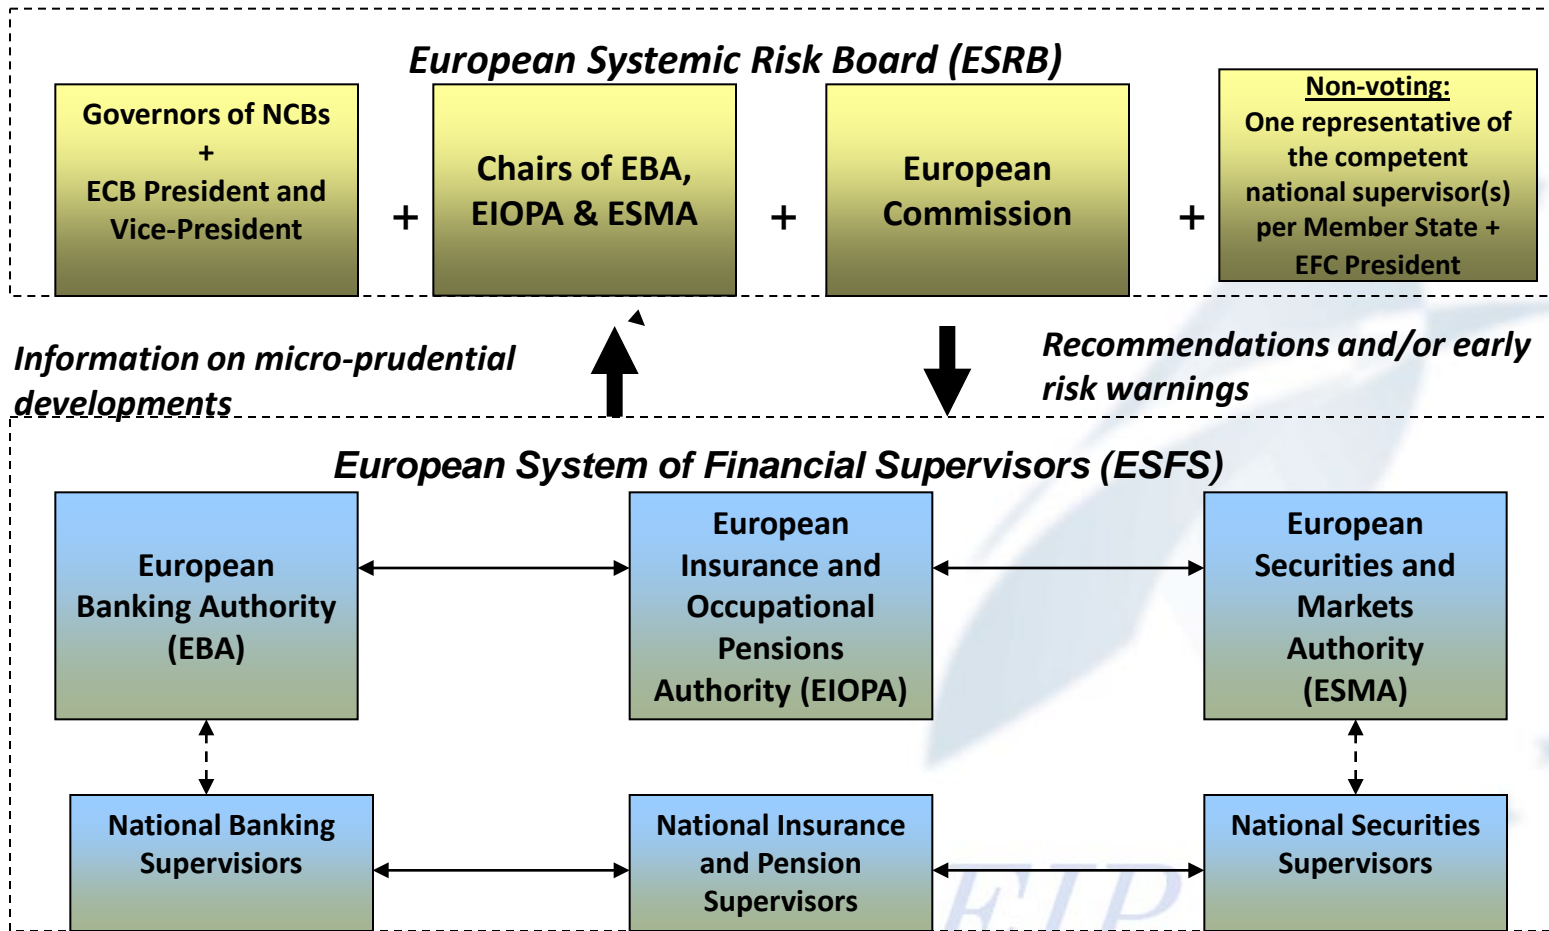 European Systemic Risk Board (ESRB)
Governors of NCBs
+
ECB President and
Vice-President
+
Chairs of EBA,
EIOPA & ESMA
+
European
Commission
+
Non-voting:
One representative of
the competent
national supervisor(s)
per Member State +
EFC President
Information on micro-prudential
developments
Recommendations and/or early
risk warnings
European System of Financial Supervisors (ESFS)
European
Banking Authority
(EBA)
European
Insurance and
Occupational
Pensions
Authority (EIOPA)
European
Securities and
Markets
Authority
(ESMA)
National Banking
Supervisiors
National Insurance
and Pension
Supervisors
National Securities
Supervisors
EIP